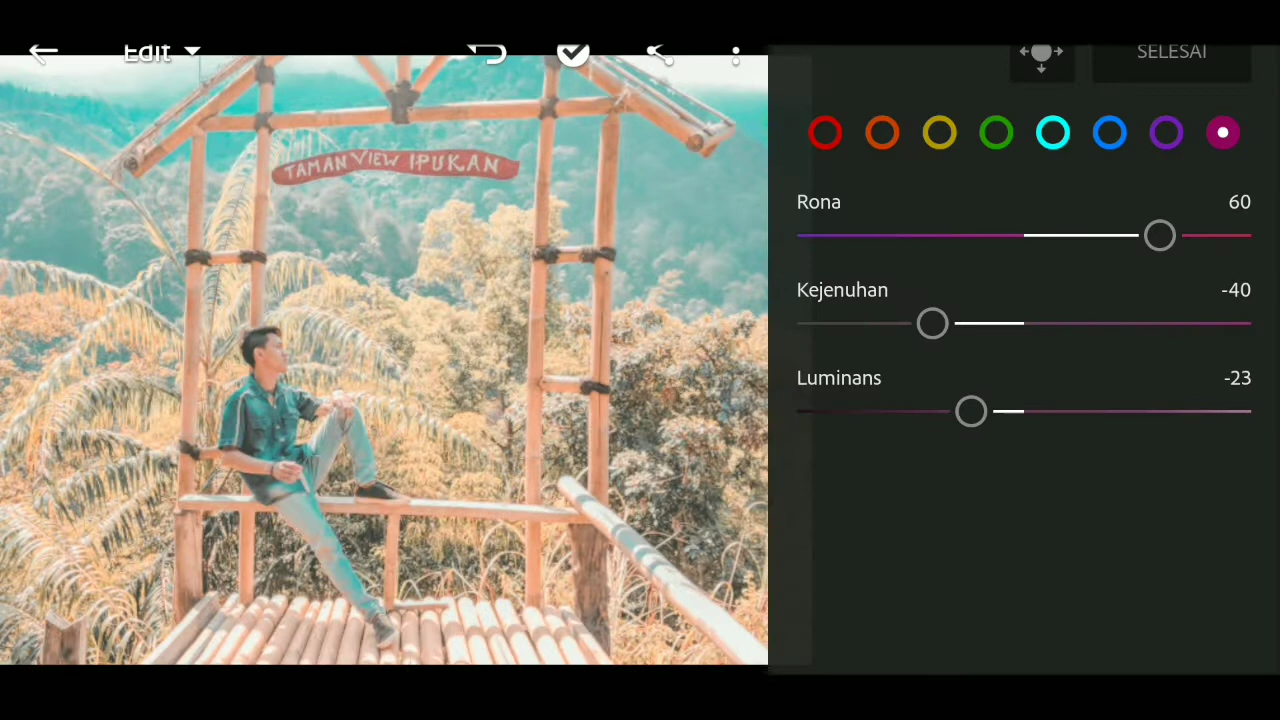 Edit
SELESAI
TAMAN VIEW IPUKAN
Rona 60
Kejenuhan -40
Luminans -23